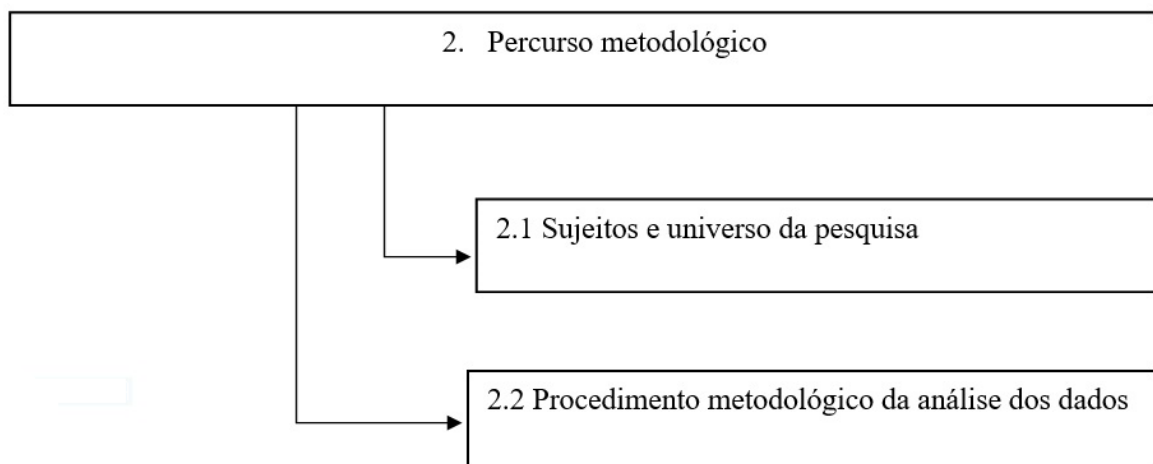 2. Percurso metodológico
2.1 Sujeitos e universo da pesquisa
2.2 Procedimento metodológico da análise dos dados